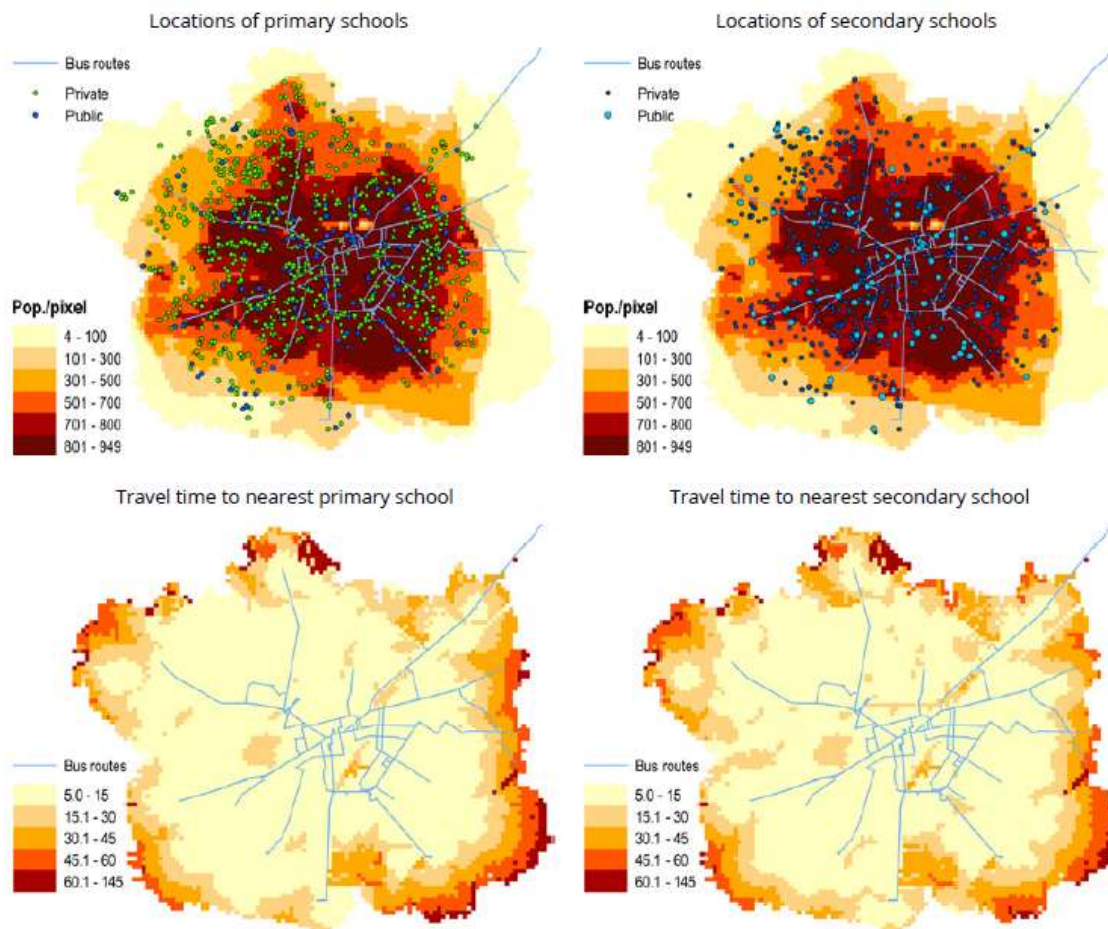 Locations of primary schools
Bus routes
Private
Public
Pop./pixel
4 - 100
101 - 300
301 - 500
501 - 700
701 - 800
801 - 949
Locations of secondary schools
Bus routes
Private
Public
Pop./pixel
4 - 100
101 - 300
301 - 500
501 - 700
701 - 800
801 - 949
Travel time to nearest primary school
Bus routes
5.0 - 15
15.1 - 30
30.1 - 45
45.1 - 60
60.1 - 145
Travel time to nearest secondary school
Bus routes
5.0 - 15
15.1 - 30
30.1 - 45
45.1 - 60
60.1 - 145